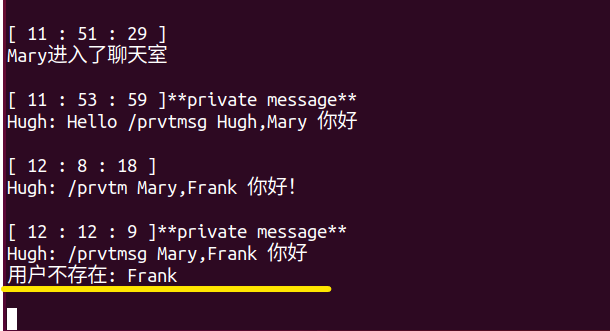 [ 11 : 51 : 29 ]
Mary进入了聊天室
[ 11 : 53 : 59 ]**private message**
Hugh: Hello /prvtmsg Hugh,Mary 你好
[ 12 : 8 : 18 ]
Hugh: /prvtm Mary,Frank 你好!
[ 12 : 12 : 9 ]**private message**
Hugh: /prvtmsg Mary,Frank 你好
用户不存在: Frank